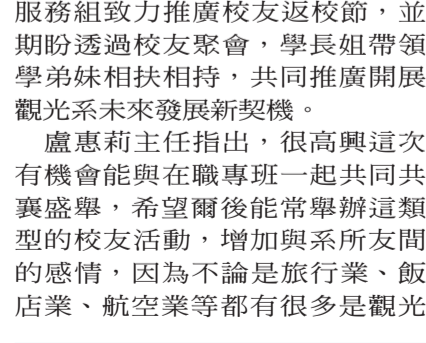 服務組致力推廣校友返校節，並
期盼透過校友聚會，學長姐帶領
學弟妹相扶相持，共同推廣開展
觀光系未來發展新契機。
盧惠莉主任指出，很高興這次
有機會能與在職專班一起共同共
襄盛舉，希望爾後能常舉辦這類
型的校友活動，增加與系所友間
的感情，因為不論是旅行業、飯
店業、航空業等都有很多是觀光